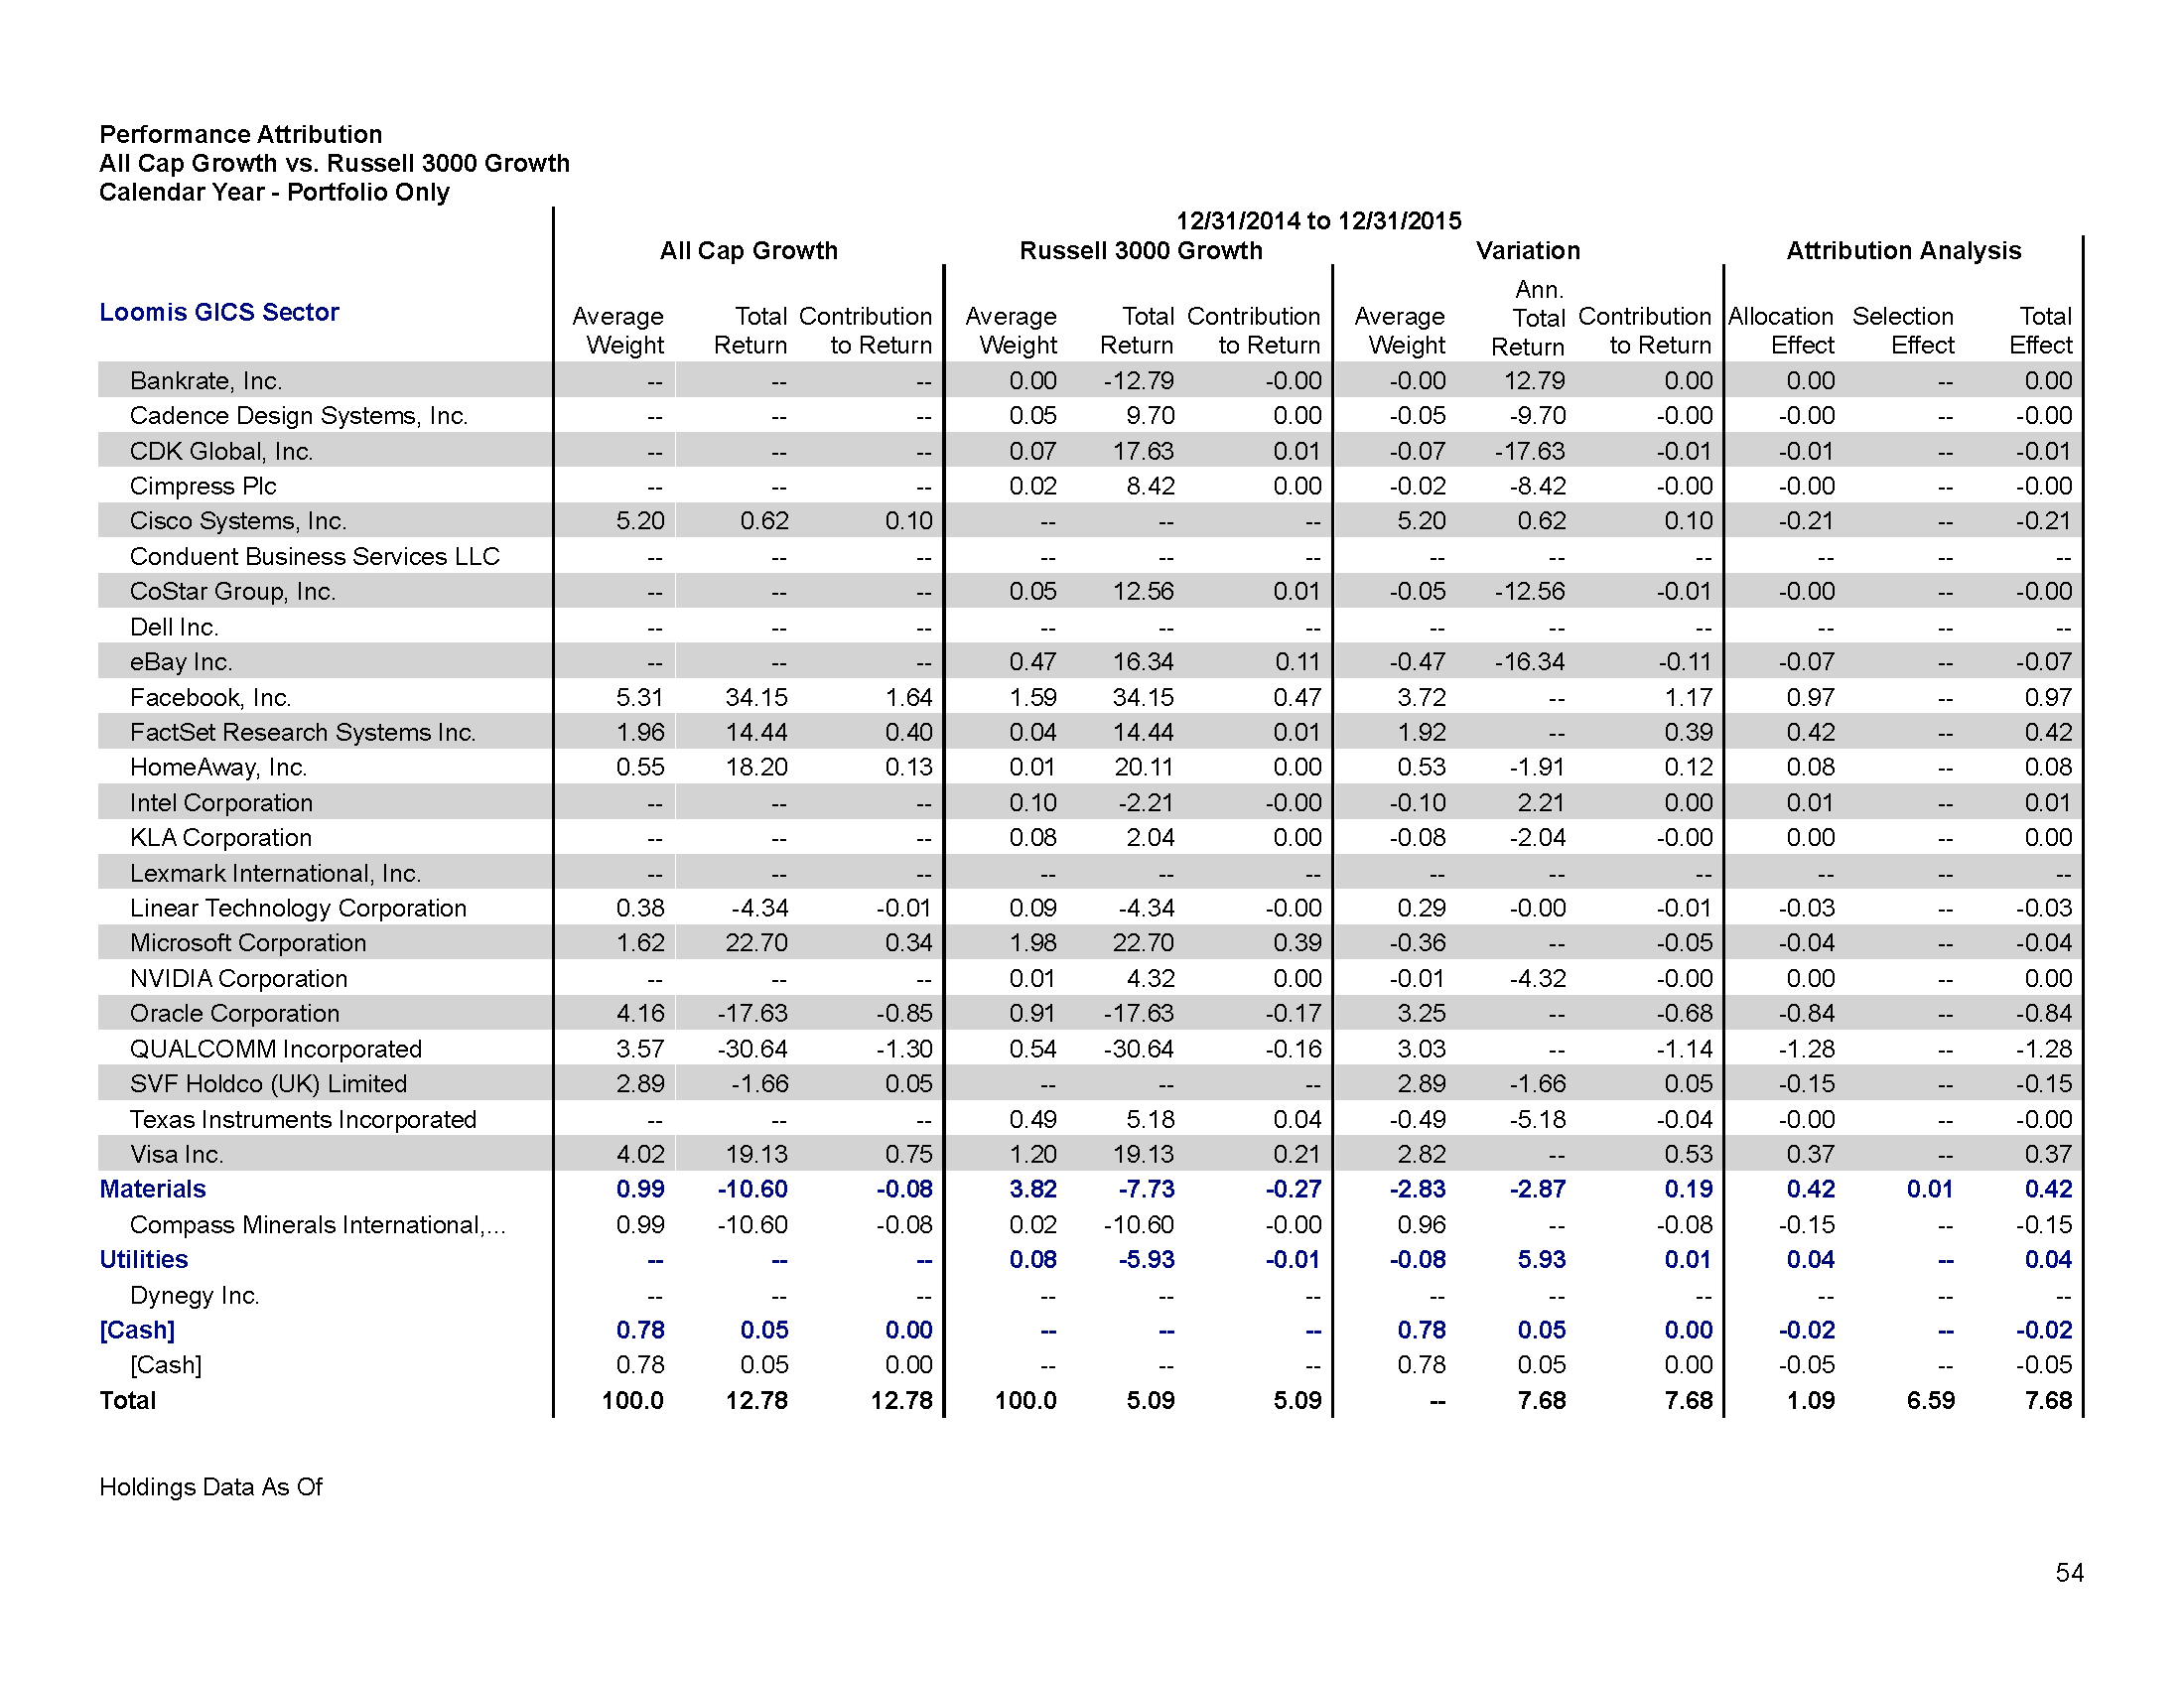 Performance Attribution
All Cap Growth vs. Russell 3000 Growth
Calendar Year - Portfolio Only
12/31/2014 to 12/31/2015
All Cap Growth Russell 3000 Growth Variation Attribution Analysis
Loomis GICS Sector Average Weight Total Return Contribution to Return Average Weight Total Return Contribution to Return Average Weight Ann. Total Return Contribution to Return Allocation Effect Selection Effect Total Effect
Bankrate, Inc. -- -- -- 0.00 -12.79 -0.00 -0.00 12.79 0.00 0.00 -- 0.00
Cadence Design Systems, Inc. -- -- -- 0.05 9.70 0.00 -0.05 -9.70 -0.00 -0.00 -- -0.00
CDK Global, Inc. -- -- -- 0.07 17.63 0.01 -0.07 -17.63 -0.01 -0.01 -- -0.01
Cimpress Plc -- -- -- 0.02 8.42 0.00 -0.02 -8.42 -0.00 -0.00 -- -0.00
Cisco Systems, Inc. 5.20 0.62 0.10 -- -- -- 5.20 0.62 0.10 -0.21 -- -0.21
Conduent Business Services LLC -- -- -- -- -- -- -- -- -- -- -- --
CoStar Group, Inc. -- -- -- 0.05 12.56 0.01 -0.05 -12.56 -0.01 -0.00 -- -0.00
Dell Inc. -- -- -- -- -- -- -- -- -- -- -- --
eBay Inc. -- -- -- 0.47 16.34 0.11 -0.47 -16.34 -0.11 -0.07 -- -0.07
Facebook, Inc. 5.31 34.15 1.64 1.59 34.15 0.47 3.72 -- 1.17 0.97 -- 0.97
FactSet Research Systems Inc. 1.96 14.44 0.40 0.04 14.44 0.01 1.92 -- 0.39 0.42 -- 0.42
HomeAway, Inc. 0.55 18.20 0.13 0.01 20.11 0.00 0.53 -1.91 0.12 0.08 -- 0.08
Intel Corporation -- -- -- 0.10 -2.21 -0.00 -0.10 2.21 0.00 0.01 -- 0.01
KLA Corporation -- -- -- 0.08 2.04 0.00 -0.08 -2.04 -0.00 0.00 -- 0.00
Lexmark International, Inc. -- -- -- -- -- -- -- -- -- -- -- --
Linear Technology Corporation 0.38 -4.34 -0.01 0.09 -4.34 -0.00 0.29 -0.00 -0.01 -0.03 -- -0.03
Microsoft Corporation 1.62 22.70 0.34 1.98 22.70 0.39 -0.36 -- -0.05 -0.04 -- -0.04
NVIDIA Corporation -- -- -- 0.01 4.32 0.00 -0.01 -4.32 -0.00 0.00 -- 0.00
Oracle Corporation 4.16 -17.63 -0.85 0.91 -17.63 -0.17 3.25 -- -0.68 -0.84 -- -0.84
QUALCOMM Incorporated 3.57 -30.64 -1.30 0.54 -30.64 -0.16 3.03 -- -1.14 -1.28 -- -1.28
SVF Holdco (UK) Limited 2.89 -1.66 0.05 -- -- -- 2.89 -1.66 0.05 -0.15 -- -0.15
Texas Instruments Incorporated -- -- -- 0.49 5.18 0.04 -0.49 -5.18 -0.04 -0.00 -- -0.00
Visa Inc. 4.02 19.13 0.75 1.20 19.13 0.21 2.82 -- 0.53 0.37 -- 0.37
Materials 0.99 -10.60 -0.08 3.82 -7.73 -0.27 -2.83 -2.87 0.19 0.42 0.01 0.42
Compass Minerals International,... 0.99 -10.60 -0.08 0.02 -10.60 -0.00 0.96 -- -0.08 -0.15 -- -0.15
Utilities -- -- -- 0.08 -5.93 -0.01 -0.08 5.93 0.01 0.04 -- 0.04
Dynegy Inc. -- -- -- -- -- -- -- -- -- -- -- --
[Cash] 0.78 0.05 0.00 -- -- -- 0.78 0.05 0.00 -0.02 -- -0.02
[Cash] 0.78 0.05 0.00 -- -- -- 0.78 0.05 0.00 -0.05 -- -0.05
Total 100.0 12.78 12.78 100.0 5.09 5.09 -- 7.68 7.68 1.09 6.59 7.68
Holdings Data As Of
54